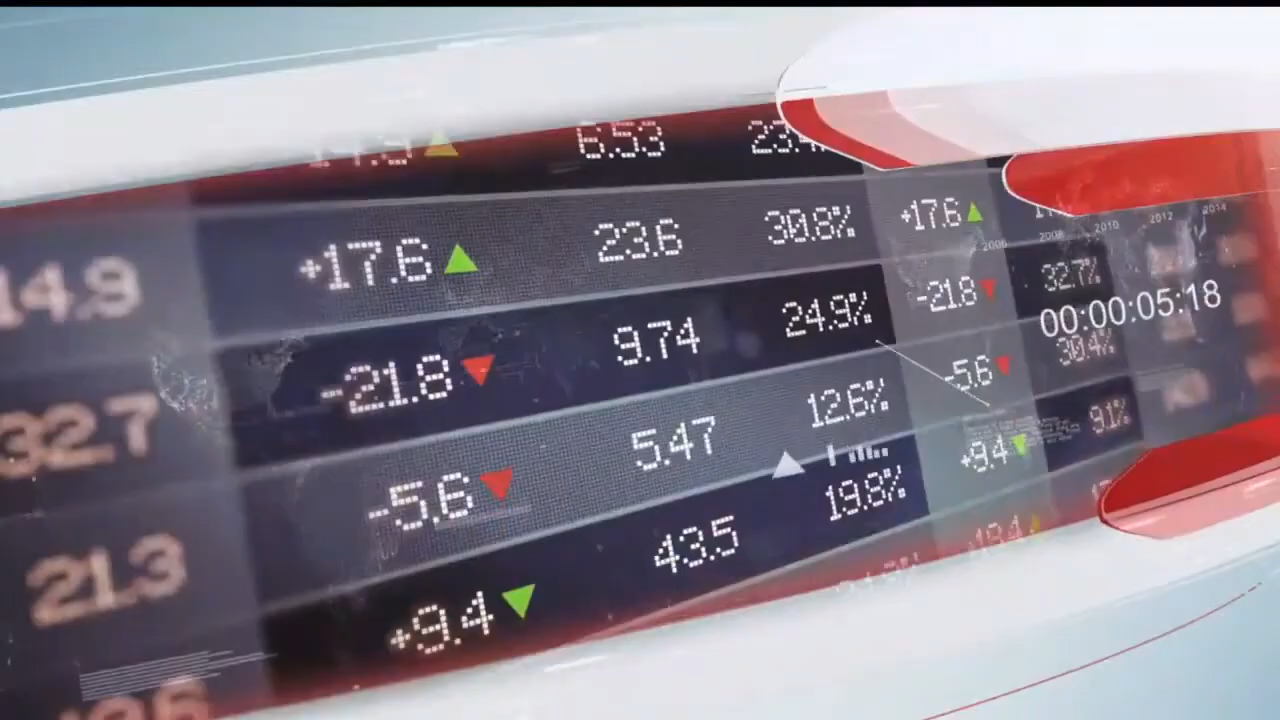 6.53
+17.6 23.6 30.8% +17.6
2006 2008 2010 2012 2014
14.9
-21.8 9.74 24.9% -21.8 32.7%
00:00:05:18
30.4%
32.7
-5.6 5.47 12.6% -5.6
91%
21.3
+9.4 43.5 19.8% +9.4